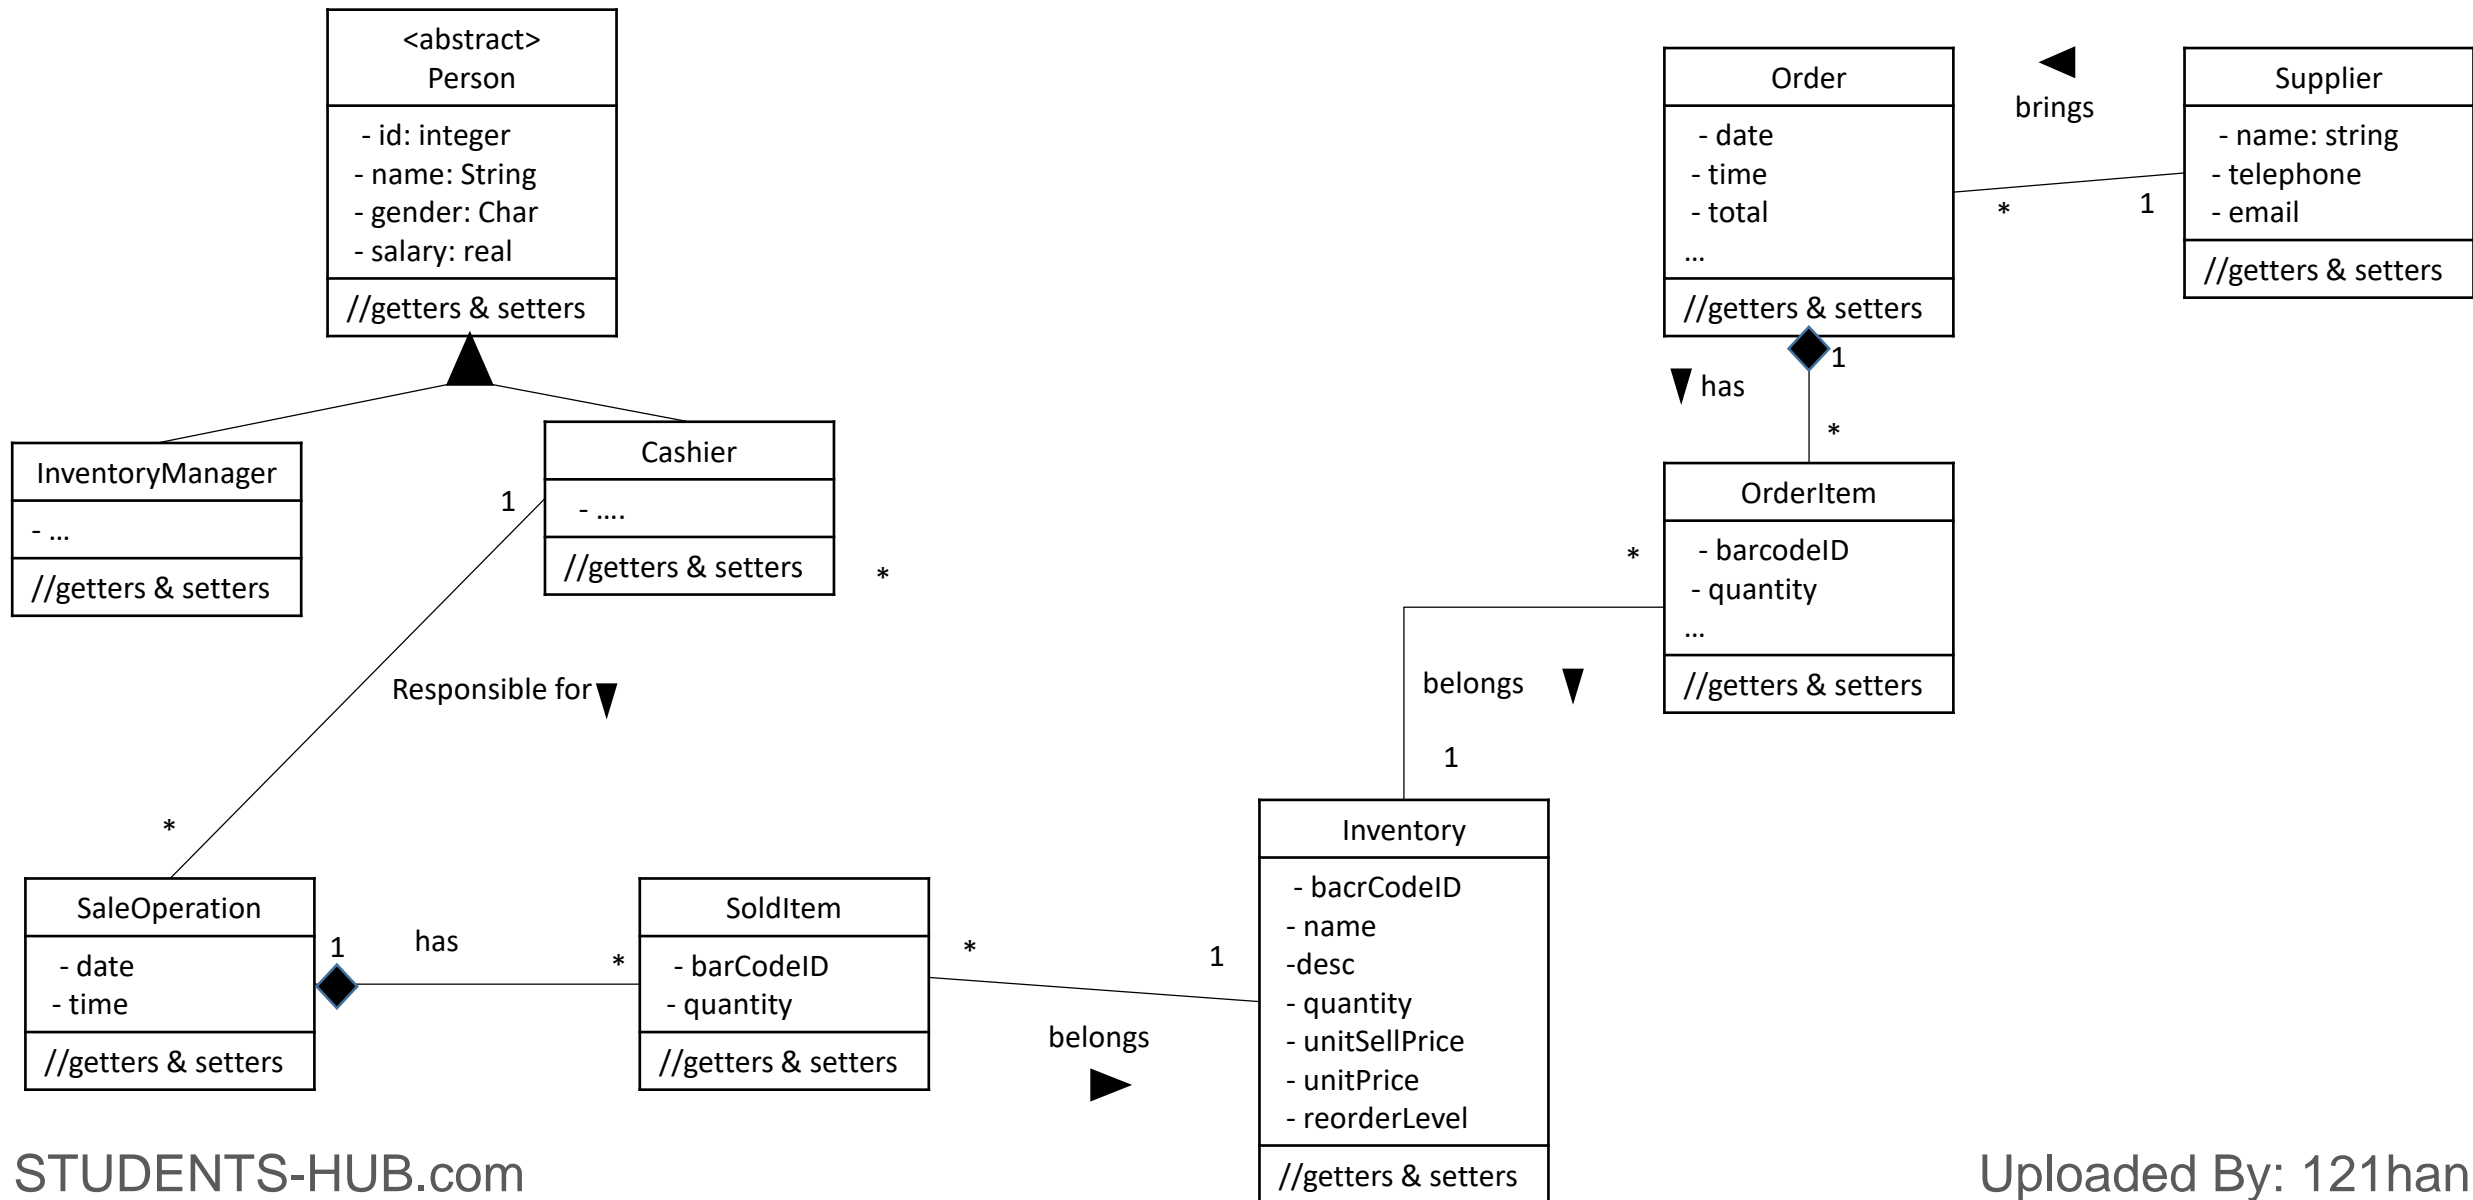 <abstract>
Person
- id: integer
- name: String
- gender: Char
- salary: real
//getters & setters
Order
- date
- time
- total
...
//getters & setters
brings
*
1
Supplier
- name: string
- telephone
- email
//getters & setters
1
has
*
InventoryManager
- ...
//getters & setters
Cashier
- ....
//getters & setters
1
*
Responsible for
*
OrderItem
- barcodeID
- quantity
...
//getters & setters
*
belongs
1
SaleOperation
- date
- time
//getters & setters
1
has
*
SoldItem
- barCodeID
- quantity
//getters & setters
*
1
belongs
Inventory
- bacrCodeID
- name
-desc
- quantity
- unitSellPrice
- unitPrice
- reorderLevel
//getters & setters
STUDENTS-HUB.com
Uploaded By: 121han